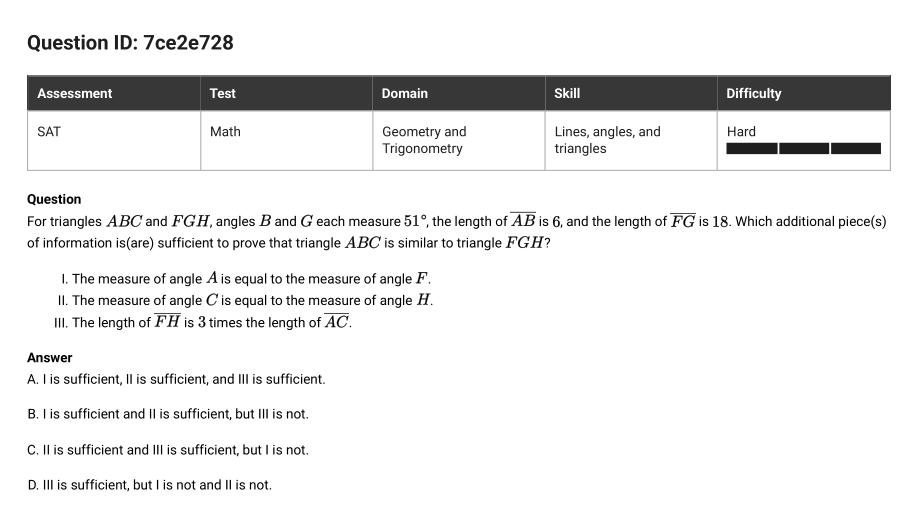 Question ID: 7ce2e728
Assessment Test Domain Skill Difficulty
SAT Math Geometry and Trigonometry Lines, angles, and triangles Hard
Question
For triangles ABC and FGH, angles B and G each measure 51°, the length of AB is 6, and the length of FG is 18. Which additional piece(s)
of information is(are) sufficient to prove that triangle ABC is similar to triangle FGH?
I. The measure of angle A is equal to the measure of angle F.
II. The measure of angle C is equal to the measure of angle H.
III. The length of FH is 3 times the length of AC.
Answer
A. I is sufficient, II is sufficient, and III is sufficient.
B. I is sufficient and II is sufficient, but III is not.
C. II is sufficient and III is sufficient, but I is not.
D. III is sufficient, but I is not and II is not.